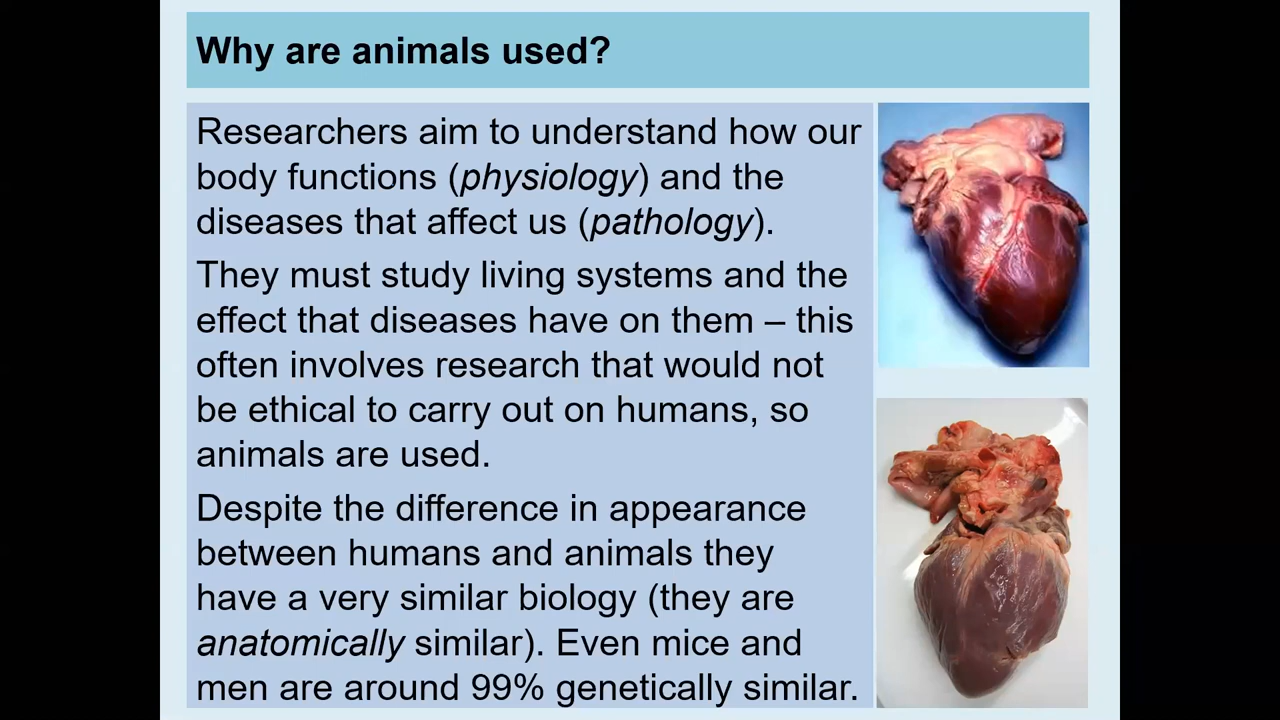 Why are animals used?
Researchers aim to understand how our
body functions (physiology) and the
diseases that affect us (pathology).
They must study living systems and the
effect that diseases have on them – this
often involves research that would not
be ethical to carry out on humans, so
animals are used.
Despite the difference in appearance
between humans and animals they
have a very similar biology (they are
anatomically similar). Even mice and
men are around 99% genetically similar.